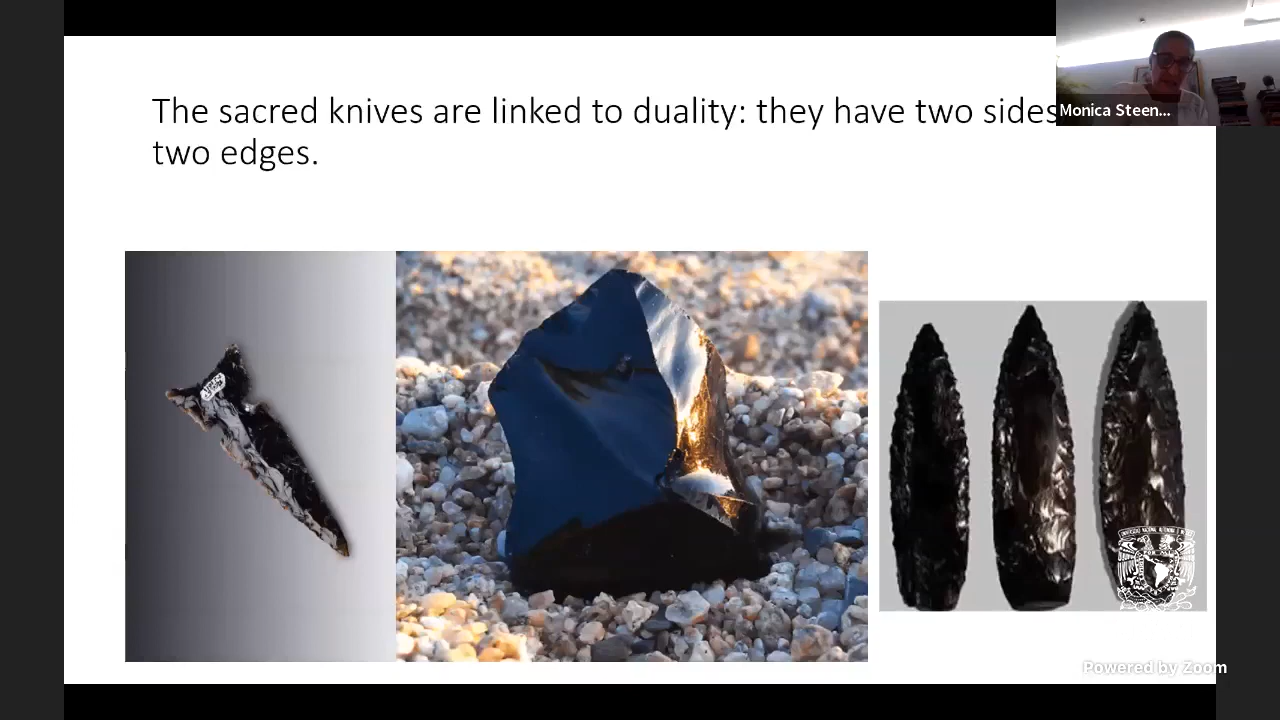 The sacred knives are linked to duality: they have two sides
two edges.
Monica Steen...
Powered by Zoom